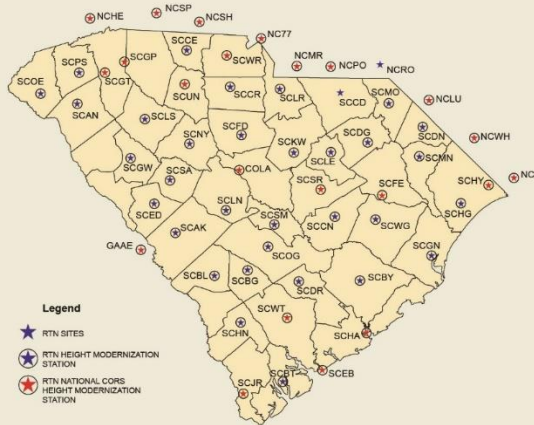 NCSP
NCHE
NCSH
NC77
SCCE
SCWR
NCMR
NCPO
NCRO
SCPS
SCGP
SCOE
SCGT
SCUN
SCCR
SCLR
SCCD
SCMO
NCLU
SCAN
SCLS
SCNY
SCFD
SCKW
SCDG
SCDN
NCWH
SCLE
SCMN
SCGW
SCSA
COLA
SCSR
SCFE
SCHY
NC
SCED
SCLN
SCSM
SCCN
SCWG
SCHG
SCAK
GAAE
SCOG
SCGN
SCBL
SCBG
SCDR
SCBY
SCHN
SCWT
SCHA
SCJR
SCBT
SCEB
Legend
RTN SITES
RTN HEIGHT MODERNIZATION
STATION
RTN NATIONAL CORS
HEIGHT MODERNIZATION
STATION